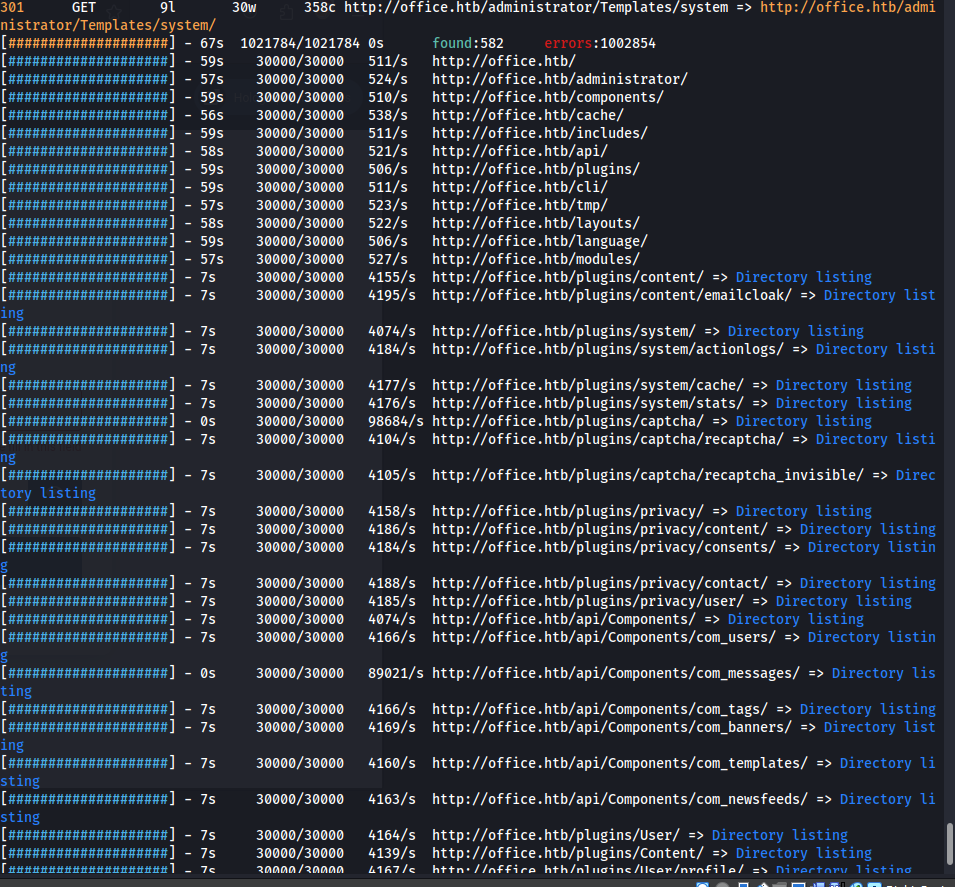 301      GET        9l       30w      358c http://office.htb/administrator/Templates/system => http://office.htb/admi
nistrator/Templates/system/
[####################] - 67s  1021784/1021784 0s      found:582     errors:1002854
[####################] - 59s    30000/30000   511/s   http://office.htb/
[####################] - 57s    30000/30000   524/s   http://office.htb/administrator/
[####################] - 59s    30000/30000   510/s   http://office.htb/components/
[####################] - 56s    30000/30000   538/s   http://office.htb/cache/
[####################] - 59s    30000/30000   511/s   http://office.htb/includes/
[####################] - 58s    30000/30000   521/s   http://office.htb/api/
[####################] - 59s    30000/30000   506/s   http://office.htb/plugins/
[####################] - 59s    30000/30000   511/s   http://office.htb/cli/
[####################] - 57s    30000/30000   523/s   http://office.htb/tmp/
[####################] - 58s    30000/30000   522/s   http://office.htb/layouts/
[####################] - 59s    30000/30000   506/s   http://office.htb/language/
[####################] - 57s    30000/30000   527/s   http://office.htb/modules/
[####################] - 7s     30000/30000   4155/s  http://office.htb/plugins/content/ => Directory listing
[####################] - 7s     30000/30000   4195/s  http://office.htb/plugins/content/emailcloak/ => Directory list
ing
[####################] - 7s     30000/30000   4074/s  http://office.htb/plugins/system/ => Directory listing
[####################] - 7s     30000/30000   4184/s  http://office.htb/plugins/system/actionlogs/ => Directory listi
ng
[####################] - 7s     30000/30000   4177/s  http://office.htb/plugins/system/cache/ => Directory listing
[####################] - 7s     30000/30000   4176/s  http://office.htb/plugins/system/stats/ => Directory listing
[####################] - 0s     30000/30000   98684/s http://office.htb/plugins/captcha/ => Directory listing
[####################] - 7s     30000/30000   4104/s  http://office.htb/plugins/captcha/recaptcha/ => Directory listi
ng
[####################] - 7s     30000/30000   4105/s  http://office.htb/plugins/captcha/recaptcha_invisible/ => Direc
tory listing
[####################] - 7s     30000/30000   4158/s  http://office.htb/plugins/privacy/ => Directory listing
[####################] - 7s     30000/30000   4186/s  http://office.htb/plugins/privacy/content/ => Directory listing
[####################] - 7s     30000/30000   4184/s  http://office.htb/plugins/privacy/consents/ => Directory listin
g
[####################] - 7s     30000/30000   4188/s  http://office.htb/plugins/privacy/contact/ => Directory listing
[####################] - 7s     30000/30000   4185/s  http://office.htb/plugins/privacy/user/ => Directory listing
[####################] - 7s     30000/30000   4074/s  http://office.htb/api/Components/ => Directory listing
[####################] - 7s     30000/30000   4166/s  http://office.htb/api/Components/com_users/ => Directory listin
g
[####################] - 0s     30000/30000   89021/s http://office.htb/api/Components/com_messages/ => Directory lis
ting
[####################] - 7s     30000/30000   4166/s  http://office.htb/api/Components/com_tags/ => Directory listing
[####################] - 7s     30000/30000   4169/s  http://office.htb/api/Components/com_banners/ => Directory list
ing
[####################] - 7s     30000/30000   4160/s  http://office.htb/api/Components/com_templates/ => Directory li
sting
[####################] - 7s     30000/30000   4163/s  http://office.htb/api/Components/com_newsfeeds/ => Directory li
sting
[####################] - 7s     30000/30000   4164/s  http://office.htb/plugins/User/ => Directory listing
[####################] - 7s     30000/30000   4139/s  http://office.htb/plugins/Content/ => Directory listing
[####################] - 7s     30000/30000   4167/s  http://office.htb/plugins/User/profile/ => Directory listing